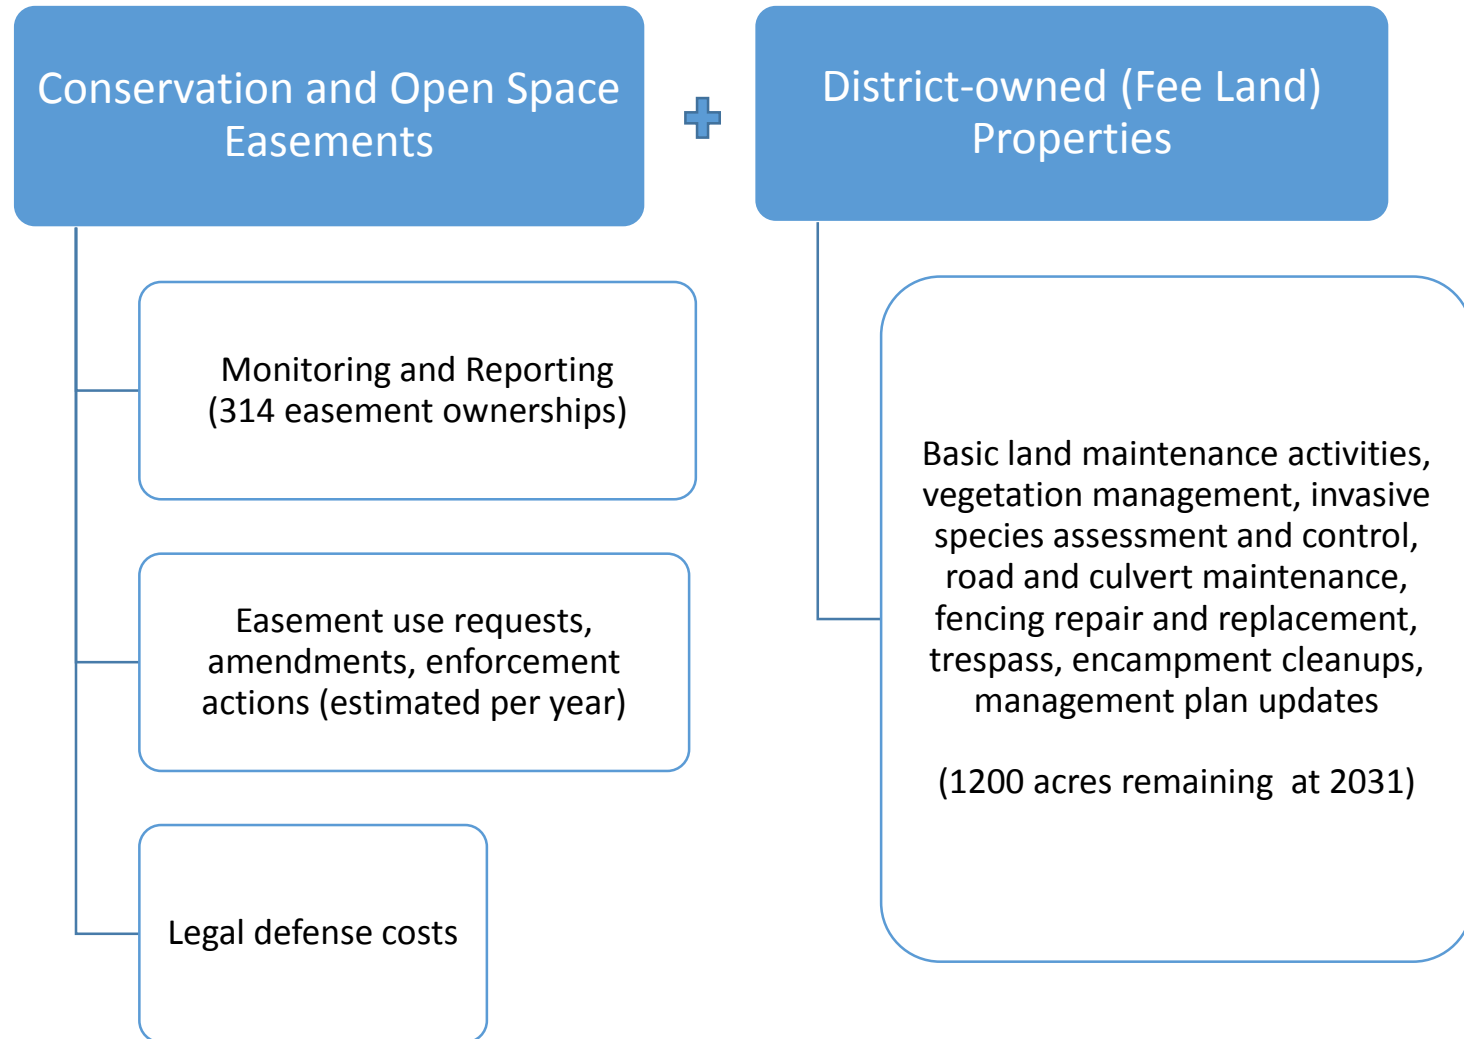 Conservation and Open Space
Easements
Monitoring and Reporting
(314 easement ownerships)
Easement use requests,
amendments, enforcement
actions (estimated per year)
Legal defense costs
District-owned (Fee Land)
Properties
Basic land maintenance activities,
vegetation management, invasive
species assessment and control,
road and culvert maintenance,
fencing repair and replacement,
trespass, encampment cleanups,
management plan updates
(1200 acres remaining  at 2031)